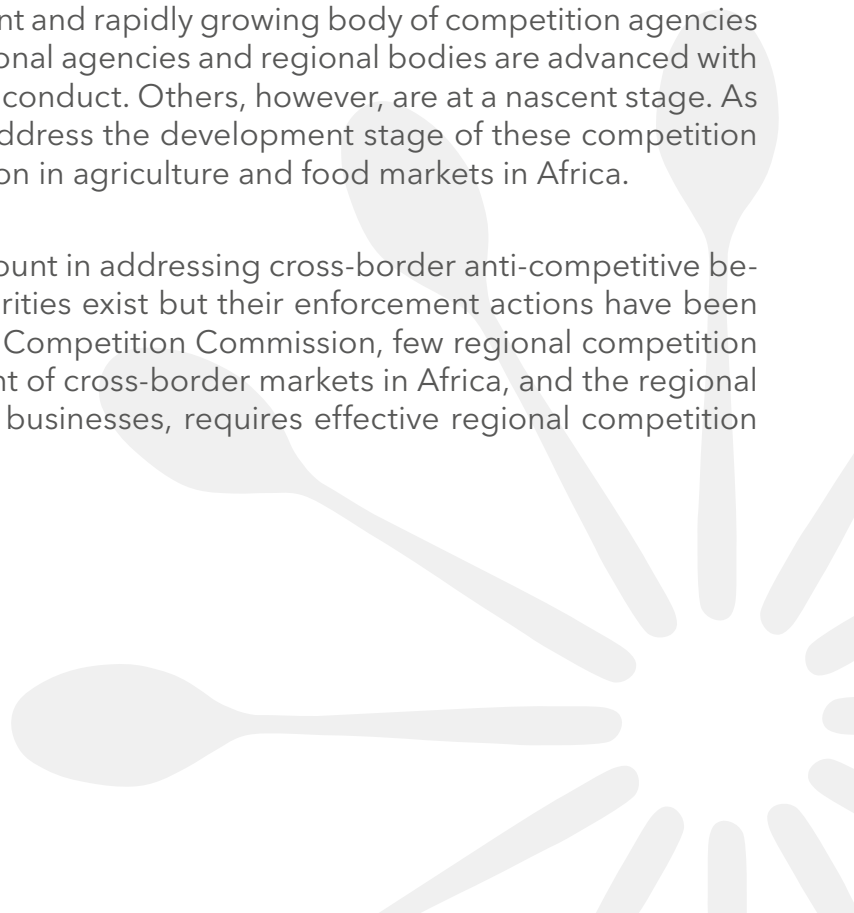 nt and rapidly growing body of competition agencies
onal agencies and regional bodies are advanced with
conduct. Others, however, are at a nascent stage. As
ddress the development stage of these competition
on in agriculture and food markets in Africa.
ount in addressing cross-border anti-competitive be-
rities exist but their enforcement actions have been
Competition Commission, few regional competition
nt of cross-border markets in Africa, and the regional
businesses, requires effective regional competition